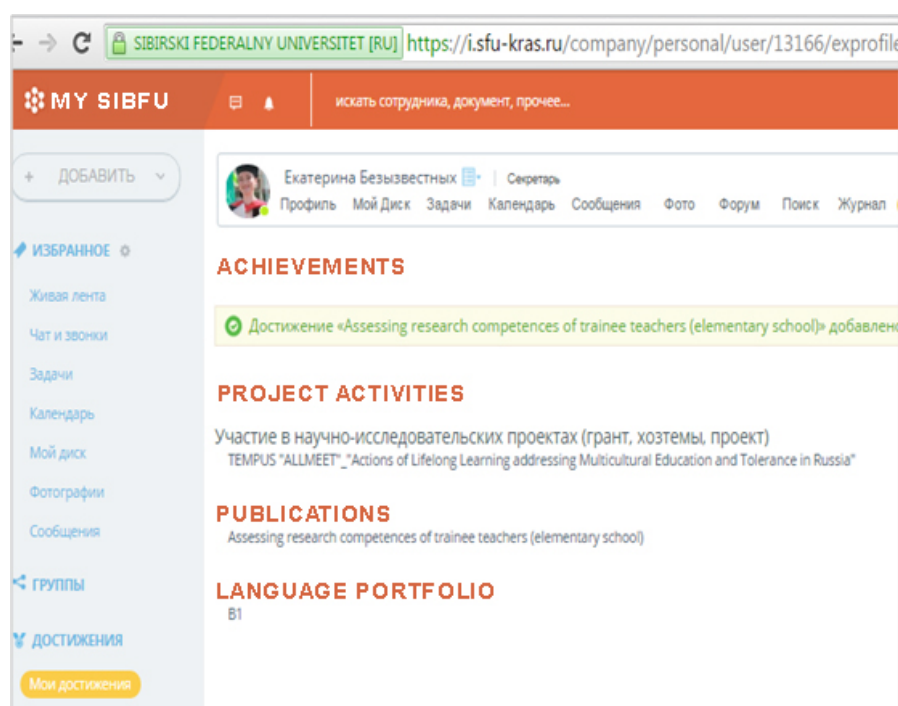 SIBIRSKI FEDERALNY UNIVERSITET [RU] https://i.sfu-kras.ru/company/personal/user/13166/exprofile
MY SIBFU
искать сотрудника, документ, прочее...
+ ДОБАВИТЬ
Екатерина Безызвестных | Секретарь
Профиль Мой Диск Задачи Календарь Сообщения Фото Форум Поиск Журнал
ИЗБРАННОЕ
Живая лента
Чат и звонки
Задачи
Календарь
Мой диск
Фотографии
Сообщения
ГРУППЫ
ДОСТИЖЕНИЯ
Мои достижения
ACHIEVEMENTS
Достижение «Assessing research competences of trainee teachers (elementary school)» добавлено
PROJECT ACTIVITIES
Участие в научно-исследовательских проектах (грант, хозтемы, проект)
TEMPUS "ALLMEET"_"Actions of Lifelong Learning addressing Multicultural Education and Tolerance in Russia"
PUBLICATIONS
Assessing research competences of trainee teachers (elementary school)
LANGUAGE PORTFOLIO
B1